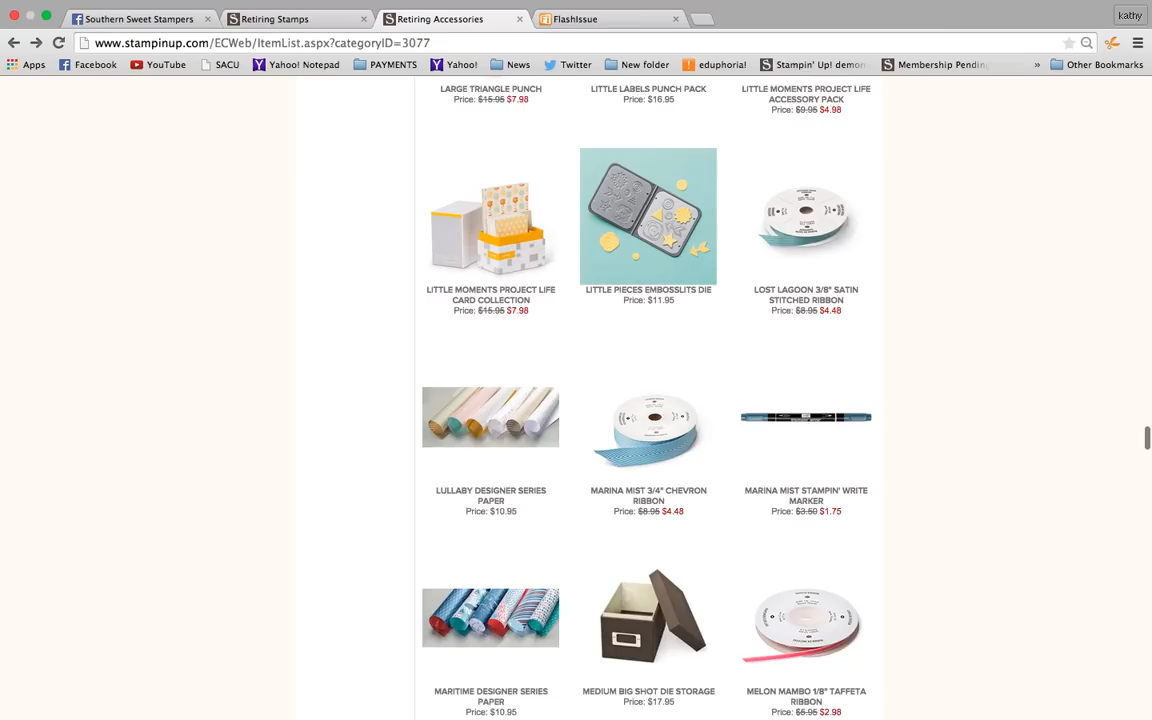 Southern Sweet Stampers
Retiring Stamps
Retiring Accessories
FlashIssue
kathy
www.stampinup.com/ECWeb/ItemList.aspx?categoryID=3077
Apps
Facebook
YouTube
SACU
Yahoo! Notepad
PAYMENTS
Yahoo!
News
Twitter
New folder
eduphoria!
Stampin' Up! demon
Membership Pending
»
Other Bookmarks
LARGE TRIANGLE PUNCH
Price: $15.95 $7.98
LITTLE LABELS PUNCH PACK
Price: $16.95
LITTLE MOMENTS PROJECT LIFE
ACCESSORY PACK
Price: $9.95 $4.98
LITTLE MOMENTS PROJECT LIFE
CARD COLLECTION
Price: $15.95 $7.98
LITTLE PIECES EMBOSSLITS DIE
Price: $11.95
LOST LAGOON 3/8" SATIN
STITCHED RIBBON
Price: $8.95 $4.48
LULLABY DESIGNER SERIES
PAPER
Price: $10.95
MARINA MIST 3/4" CHEVRON
RIBBON
Price: $8.95 $4.48
MARINA MIST STAMPIN' WRITE
MARKER
Price: $3.50 $1.75
MARITIME DESIGNER SERIES
PAPER
Price: $10.95
MEDIUM BIG SHOT DIE STORAGE
Price: $17.95
MELON MAMBO 1/8" TAFFETA
RIBBON
Price: $5.95 $2.98